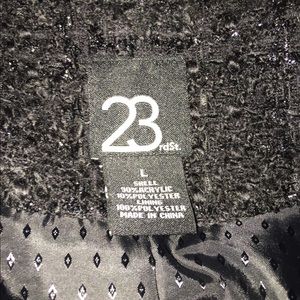 23rdSt.
L
SHELL
90%ACRYLIC
10%POLYESTER
LINING
100%POLYESTER
MADE IN CHINA